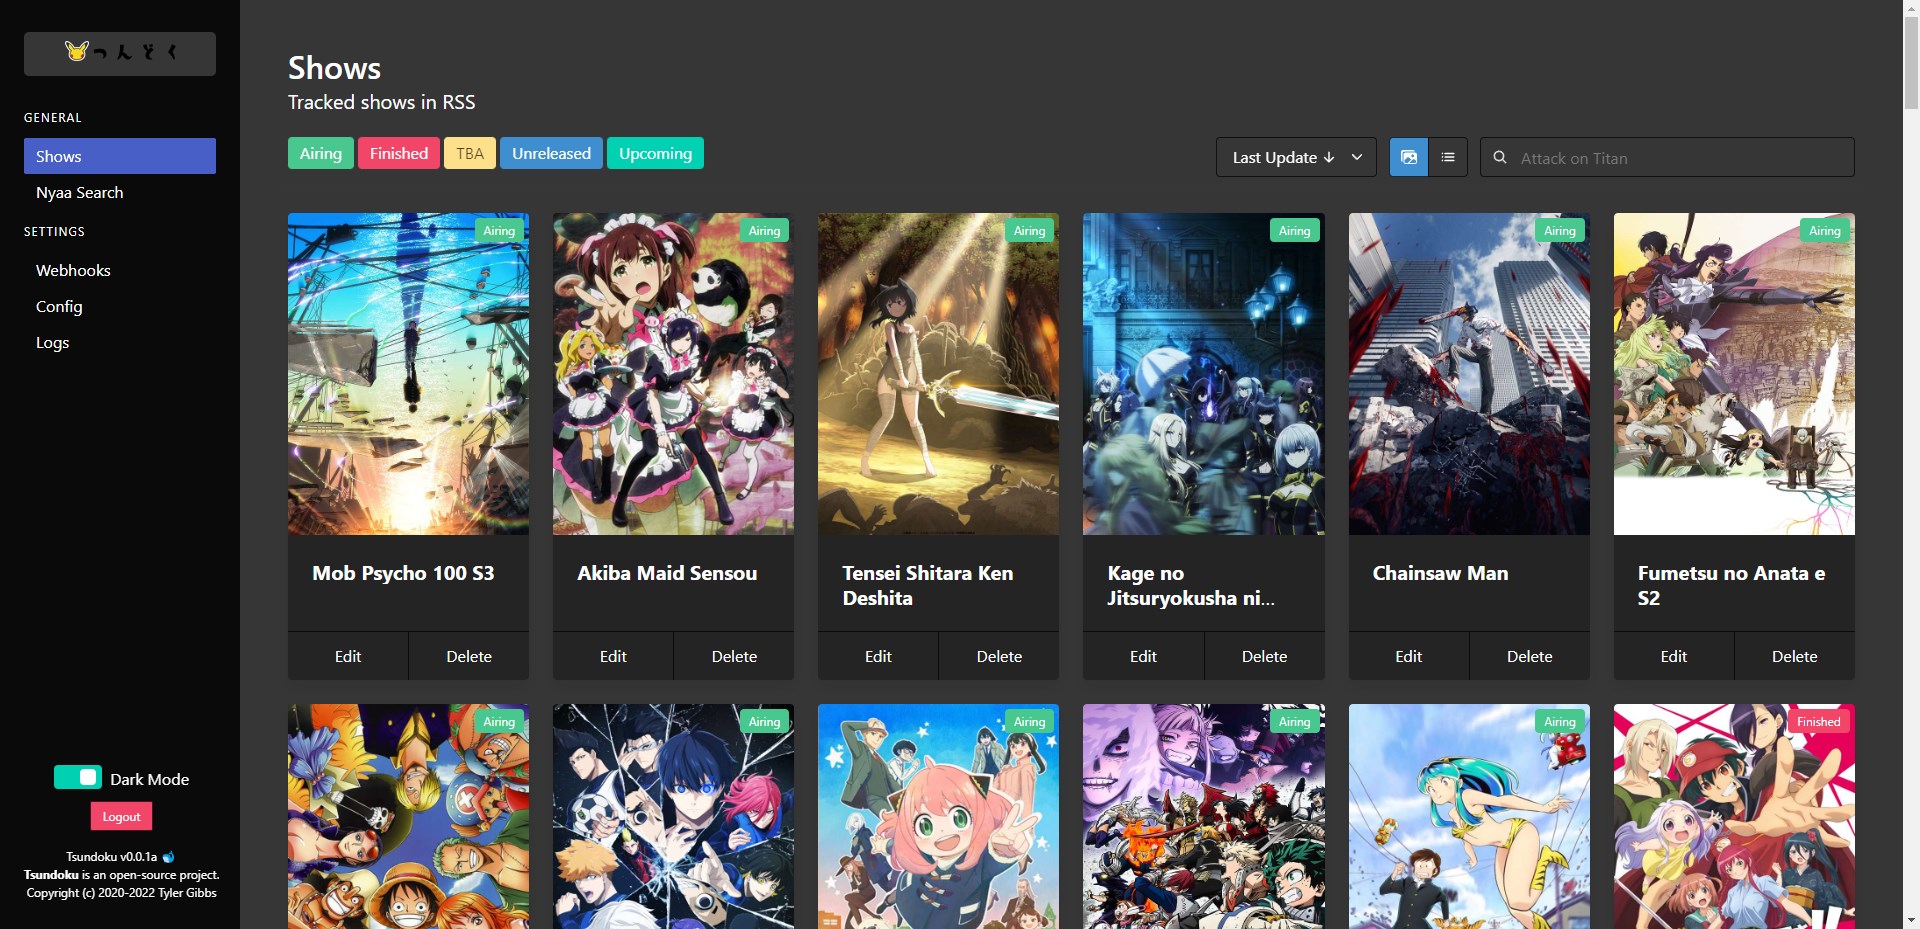 つんどく
GENERAL
Shows
Nyaa Search
SETTINGS
Webhooks
Config
Logs
Dark Mode
Logout
Tsundoku v0.0.1a
Tsundoku is an open-source project.
Copyright (c) 2020-2022 Tyler Gibbs
Shows
Tracked shows in RSS
Airing Finished TBA Unreleased Upcoming
Last Update ↓
Attack on Titan
Airing
Airing
Airing
Airing
Airing
Airing
Mob Psycho 100 S3
Akiba Maid Sensou
Tensei Shitara Ken
Deshita
Kage no
Jitsuryokusha ni...
Chainsaw Man
Fumetsu no Anata e
S2
Edit Delete
Edit Delete
Edit Delete
Edit Delete
Edit Delete
Edit Delete
Airing
Airing
Airing
Airing
Airing
Finished